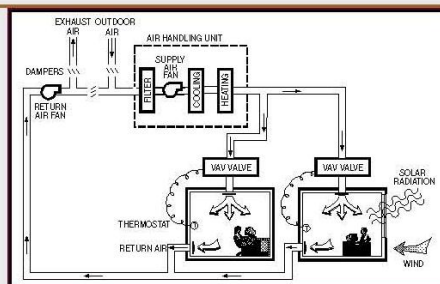 EXHAUST OUTDOOR
AIR AIR
AIR HANDLING UNIT
DAMPERS
SUPPLY
AIR
FAN
FILTER
COOLING
HEATING
RETURN
AIR FAN
VAV VALVE
VAV VALVE
SOLAR
RADIATION
THERMOSTAT
RETURN AIR
WIND